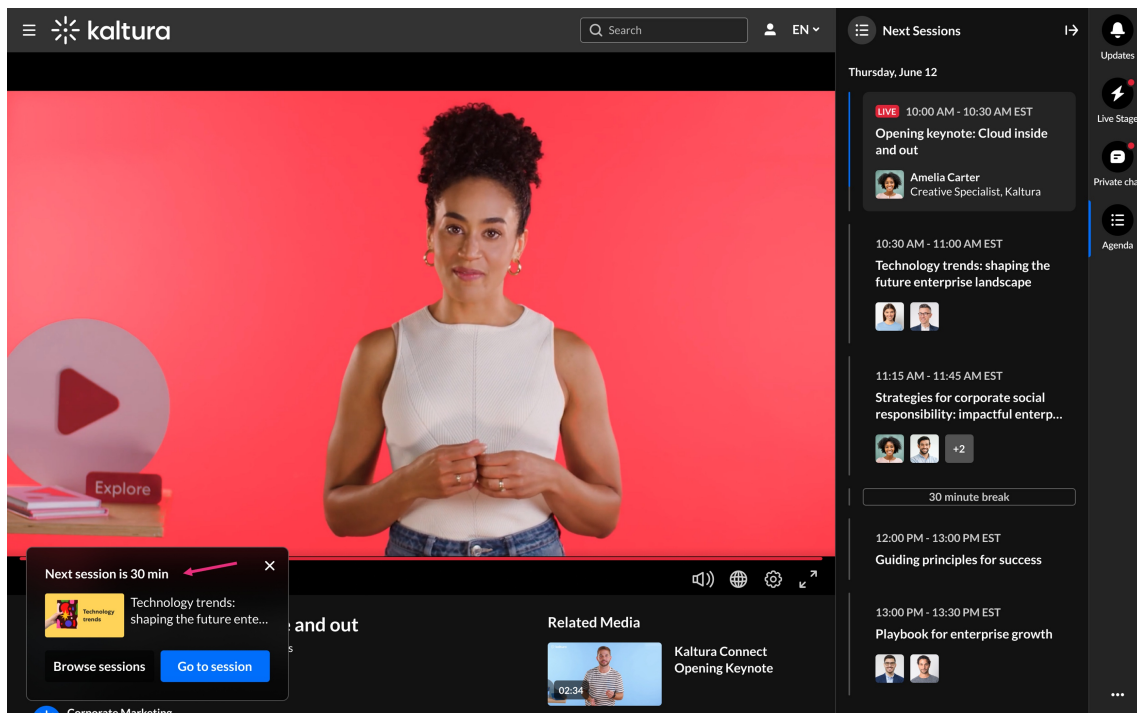 kaltura
Search
EN
Next Sessions
Updates
Live Stage
Private cha
Agenda
Thursday, June 12
LIVE 10:00 AM - 10:30 AM EST
Opening keynote: Cloud inside
and out
Amelia Carter
Creative Specialist, Kaltura
10:30 AM - 11:00 AM EST
Technology trends: shaping the
future enterprise landscape
11:15 AM - 11:45 AM EST
Strategies for corporate social
responsibility: impactful enterp...
+2
30 minute break
12:00 PM - 13:00 PM EST
Guiding principles for success
13:00 PM - 13:30 PM EST
Playbook for enterprise growth
Explore
Next session is 30 min
Technology
trends
Technology trends:
shaping the future ente...
Browse sessions
Go to session
and out
s
Related Media
02:34
Kaltura Connect
Opening Keynote
Corporate Marketing